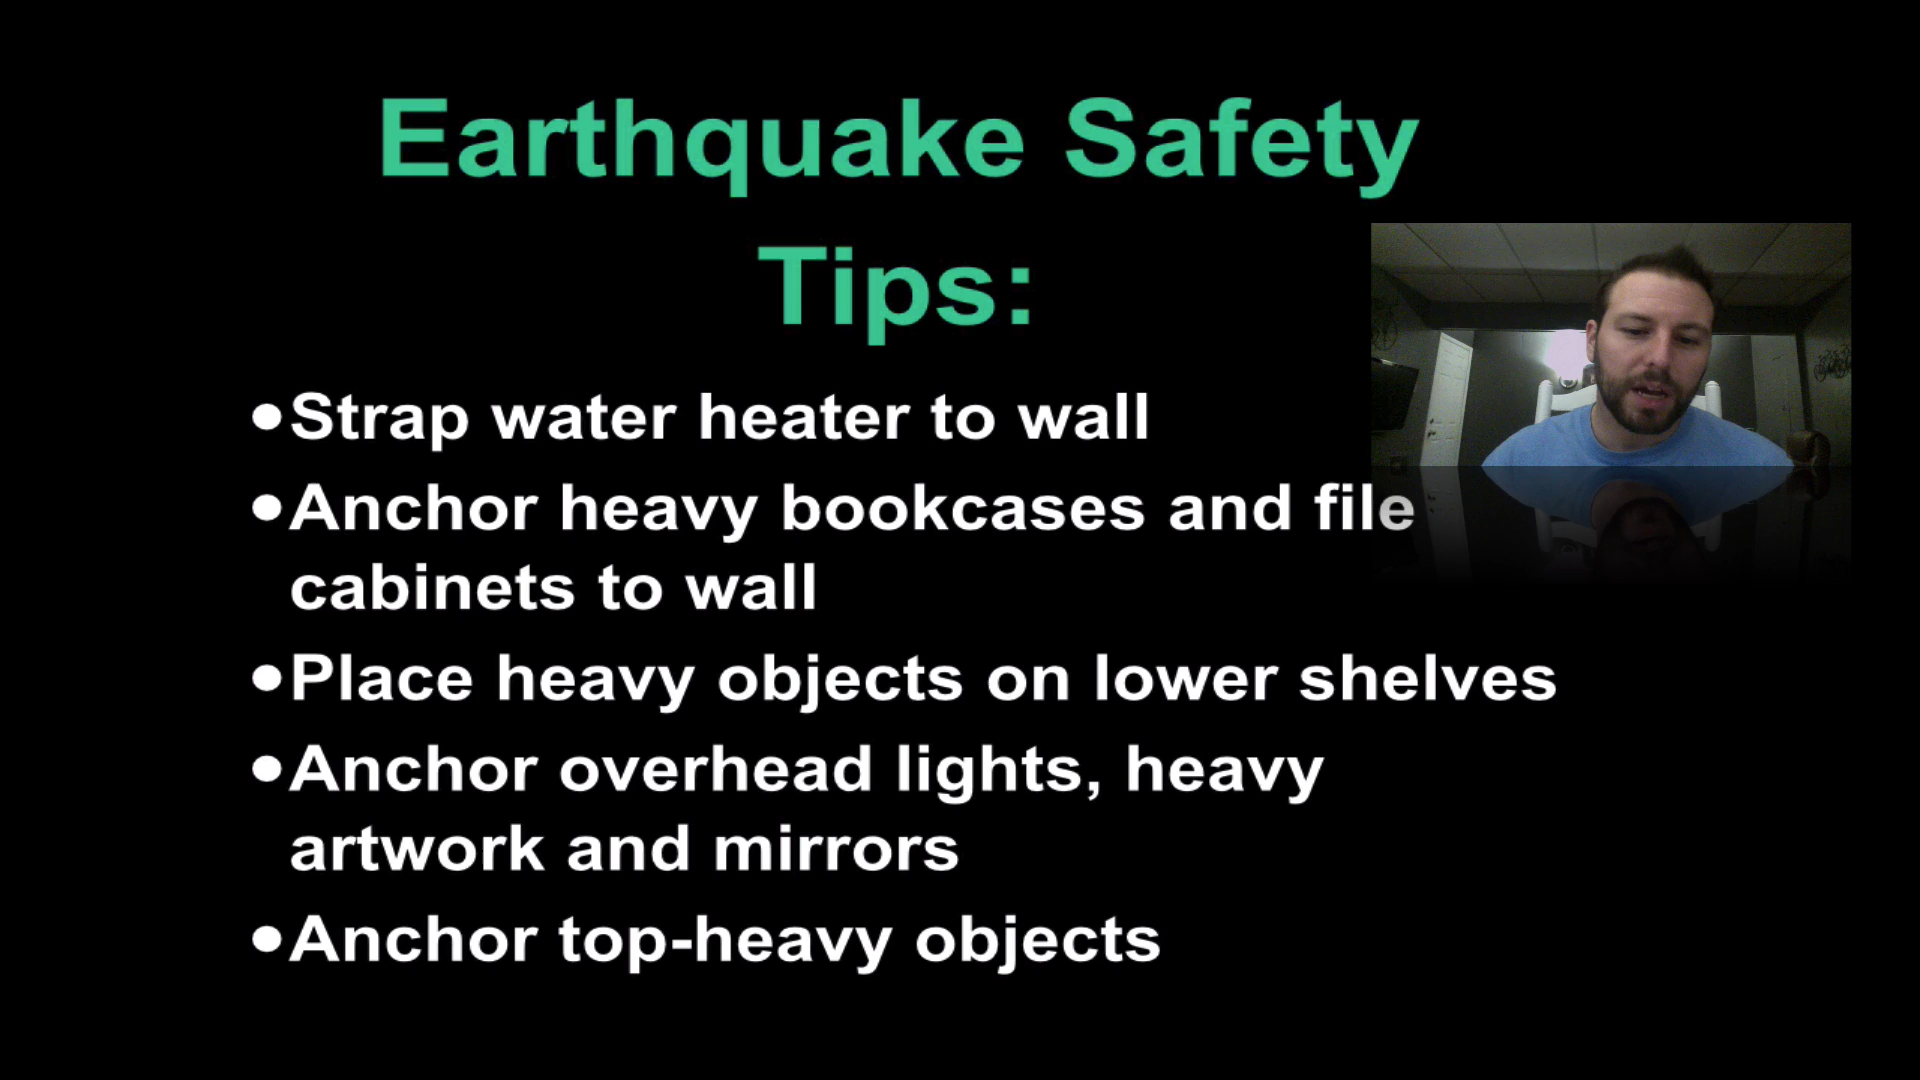 Earthquake Safety
Tips:
•Strap water heater to wall
•Anchor heavy bookcases and file
cabinets to wall
•Place heavy objects on lower shelves
•Anchor overhead lights, heavy
artwork and mirrors
•Anchor top-heavy objects